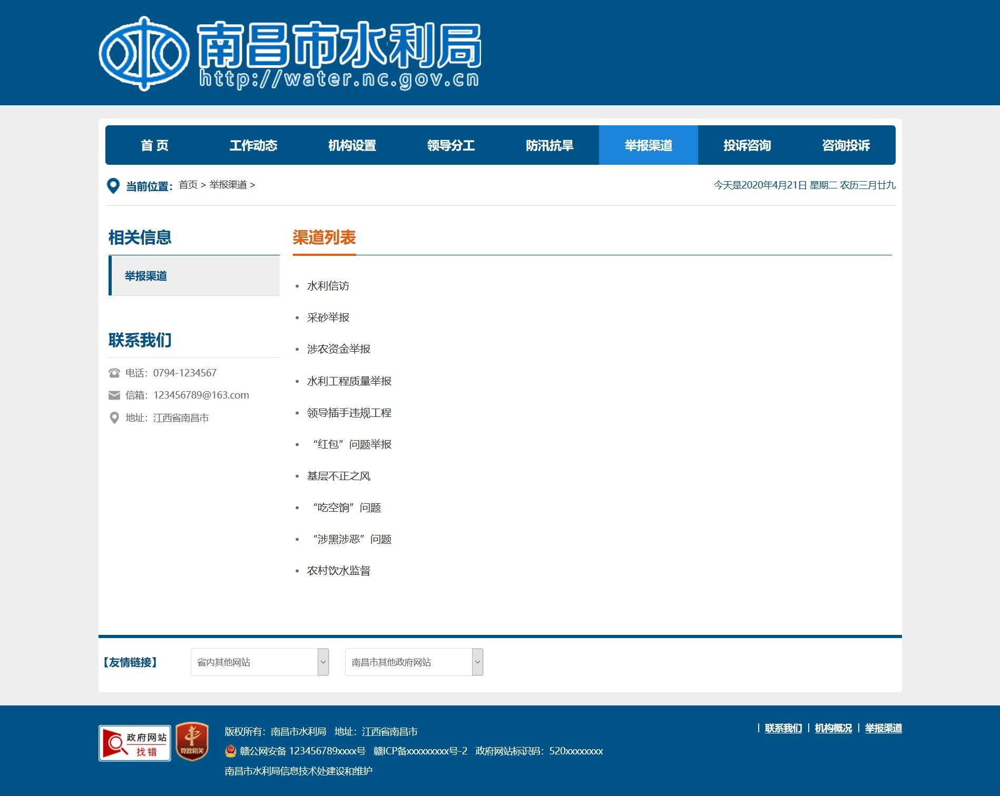 南昌市水利局
http://water.nc.gov.cn
首 页 工作动态 机构设置 领导分工 防汛抗旱 举报渠道 投诉咨询 咨询投诉
当前位置： 首页 > 举报渠道 >
今天是2020年4月21日 星期二 农历三月廿九
相关信息
举报渠道
联系我们
电话：0794-1234567
信箱：123456789@163.com
地址：江西省南昌市
渠道列表
• 水利信访
• 采砂举报
• 涉农资金举报
• 水利工程质量举报
• 领导插手违规工程
• “红包”问题举报
• 基层不正之风
• “吃空饷”问题
• “涉黑涉恶”问题
• 农村饮水监督
【友情链接】 省内其他网站 南昌市其他政府网站
政府网站
找错
党政机关
版权所有：南昌市水利局 地址：江西省南昌市
赣公网安备 123456789xxxx号 赣ICP备xxxxxxxxx号-2 政府网站标识码：520xxxxxxxx
南昌市水利局信息技术处建设和维护
| 联系我们 | 机构概况 | 举报渠道